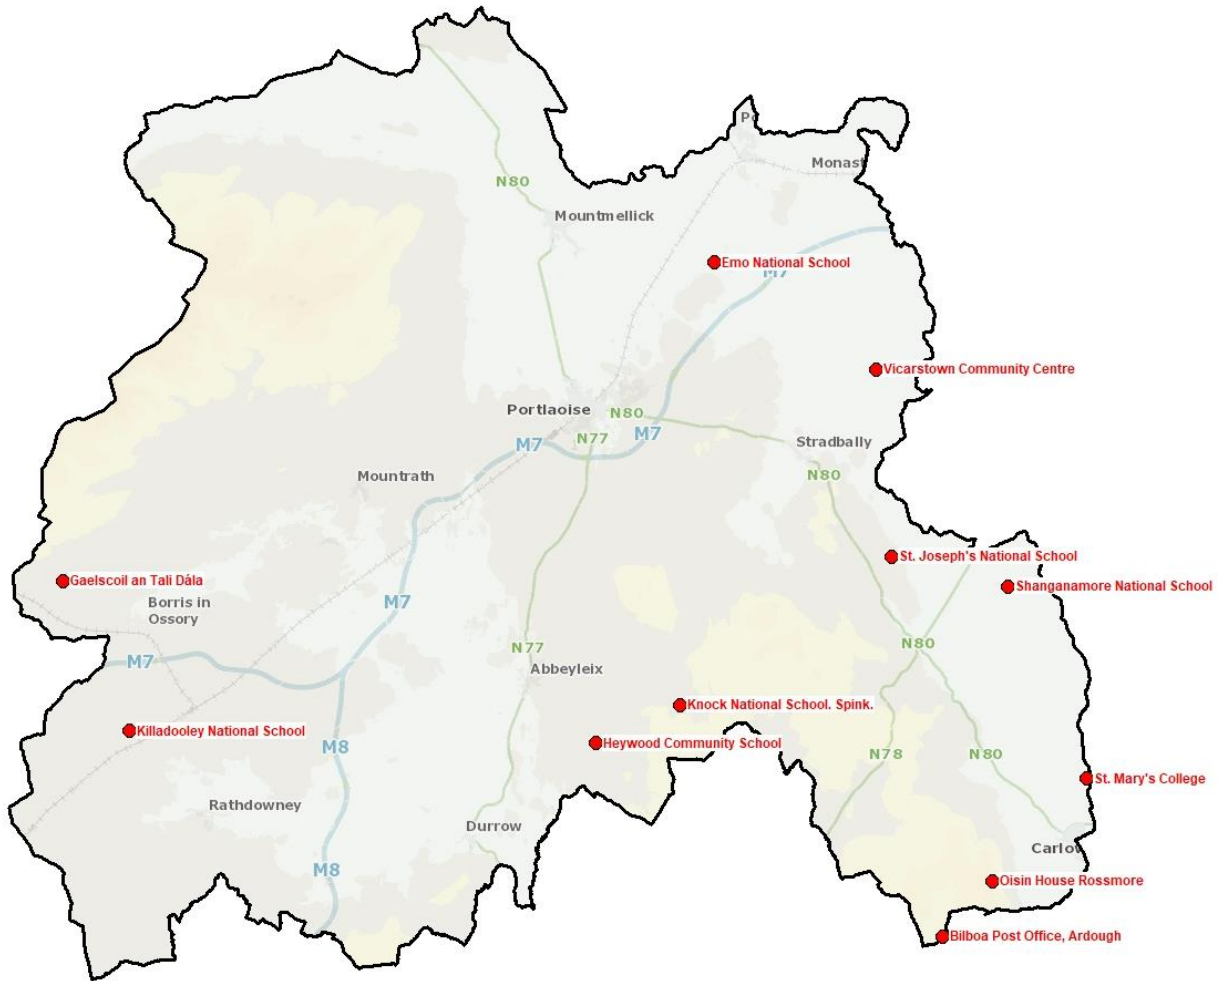 Po
Monast
N80
Mountmellick
Emo National School
M7
Vicarstown Community Centre
Portlaoise
N80
N77
M7
M7
Stradbally
Mountrath
N80
St. Joseph's National School
Gaelscoil an Tali Dála
Shanganamore National School
Borris in
Ossory
M7
N77
N80
M7
Abbeyleix
Knock National School. Spink.
Killadooley National School
Heywood Community School
M8
N78
N80
St. Mary's College
Rathdowney
Durrow
Carlow
M8
Oisin House Rossmore
Bilboa Post Office, Ardough